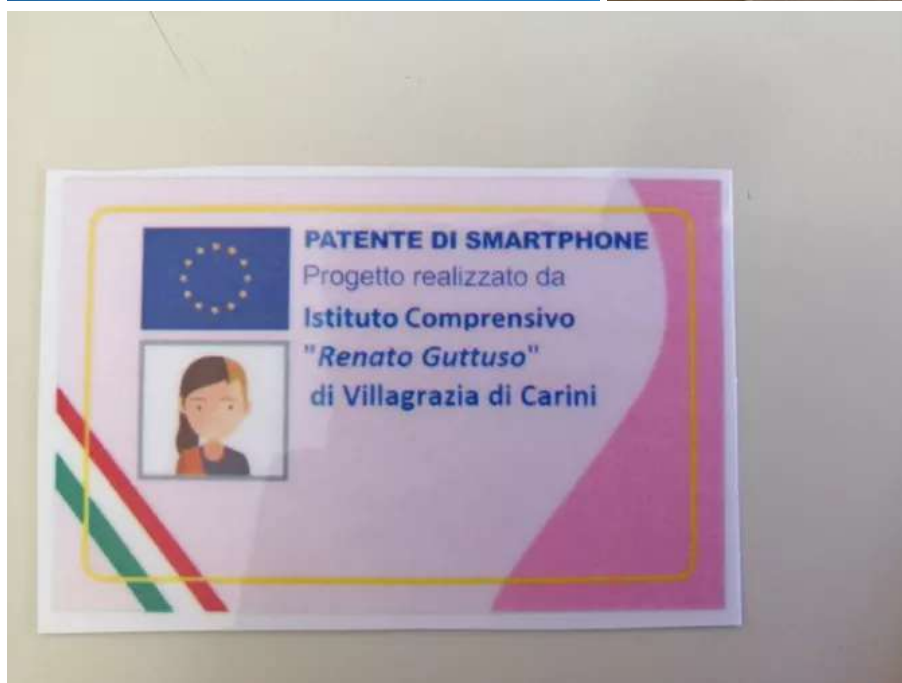 PATENTE DI SMARTPHONE
Progetto realizzato da
Istituto Comprensivo
"Renato Guttuso"
di Villagrazia di Carini